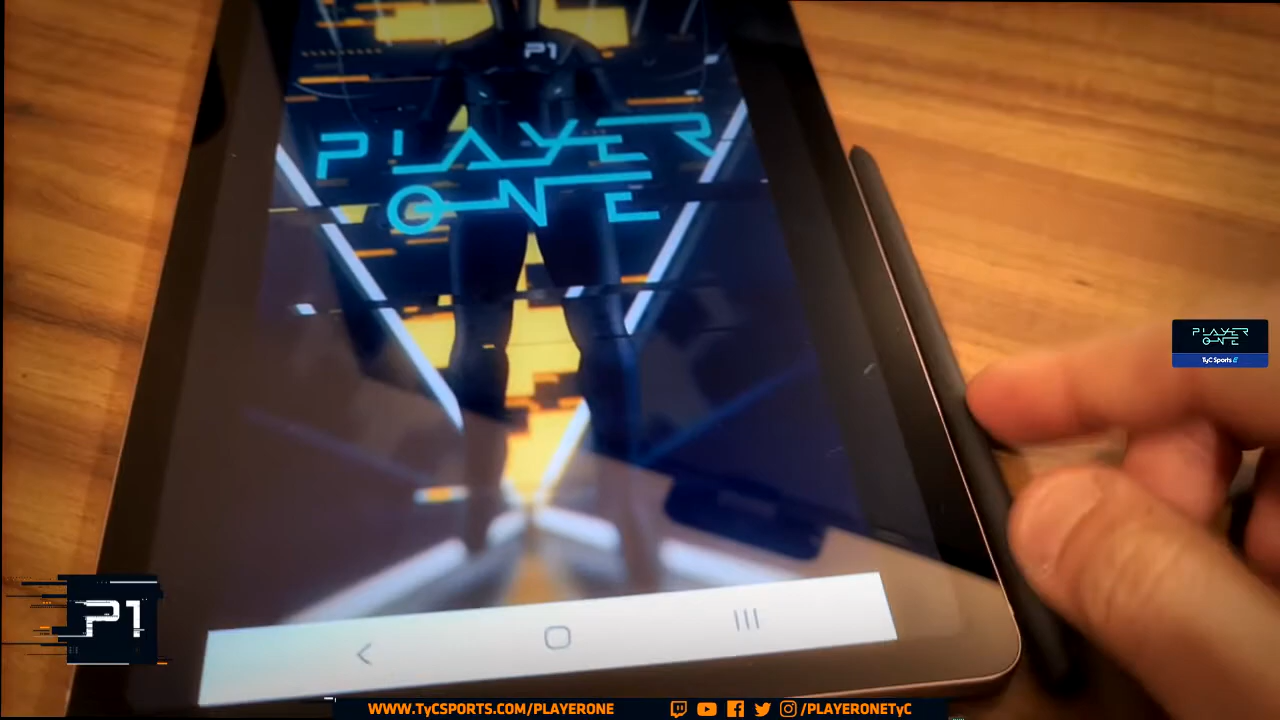 P1
PLAYER
ONE
PLAYER
ONE
TyC Sports E
P1
WWW.TyCSPORTS.COM/PLAYERONE
/PLAYERONETyC